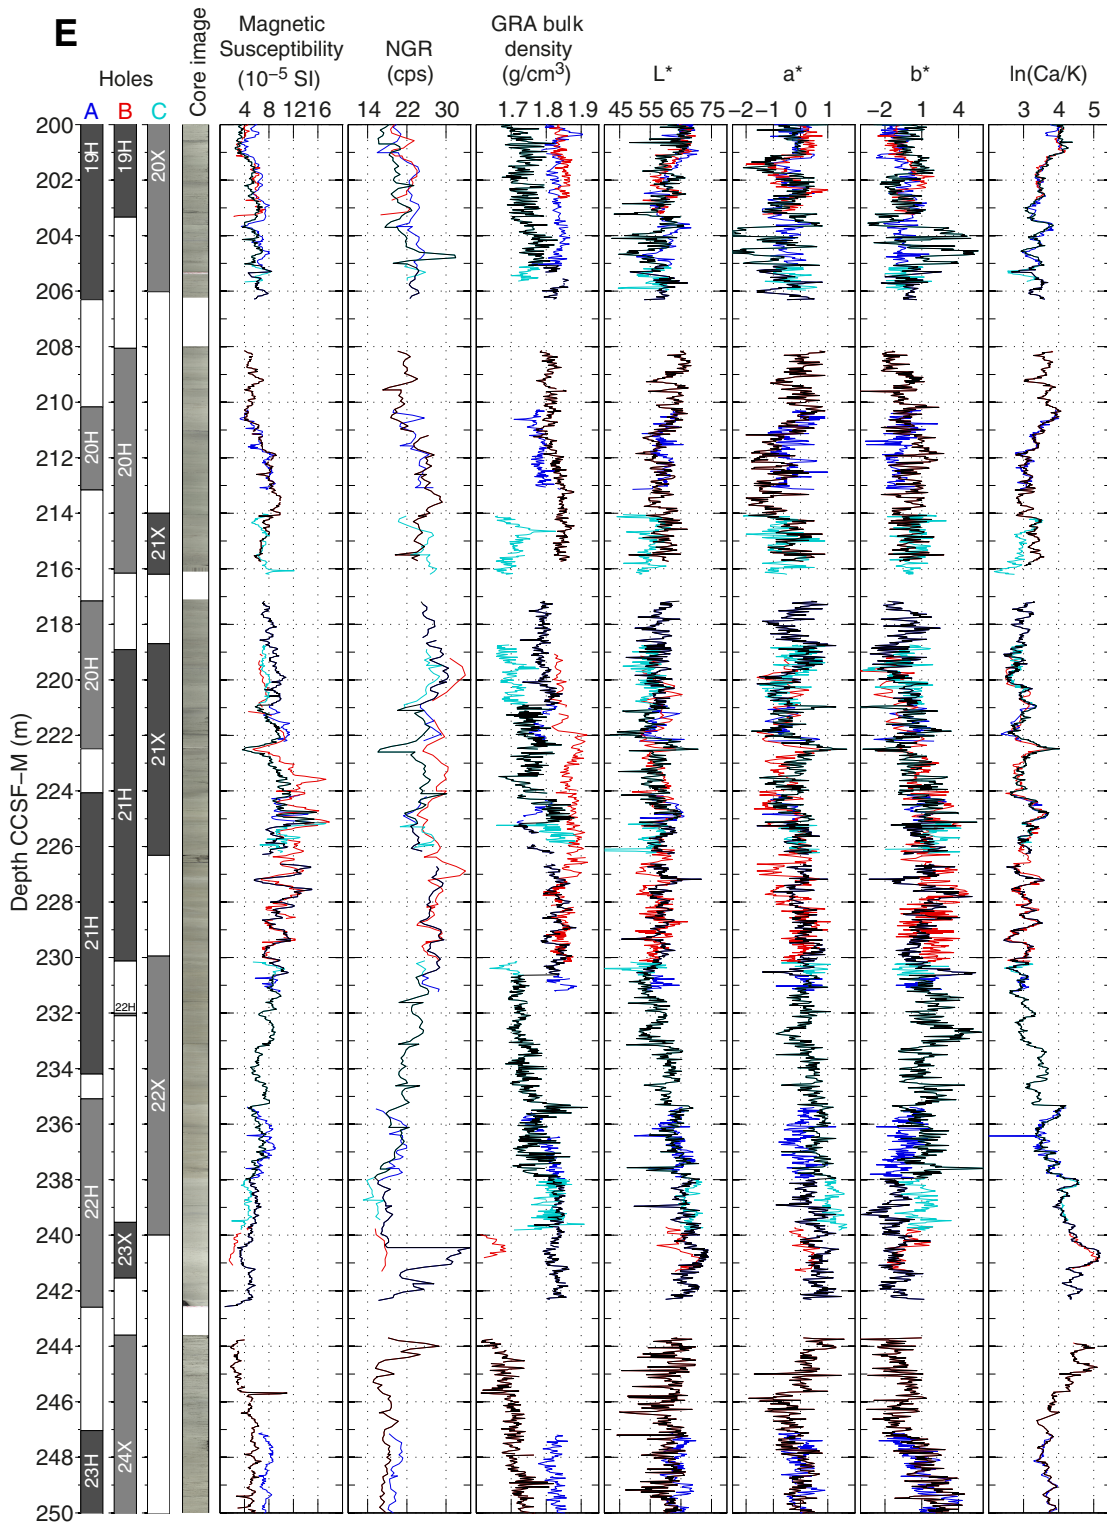 E
Holes
A B C
Core image
Magnetic
Susceptibility
(10⁻⁵ SI)
4 8 12 16
NGR
(cps)
14 22 30
GRA bulk
density
(g/cm³)
1.7 1.8 1.9
L*
45 55 65 75
a*
−2 −1 0 1
b*
−2 1 4
ln(Ca/K)
3 4 5
Depth CCSF−M (m)
200
202
204
206
208
210
212
214
216
218
220
222
224
226
228
230
232
234
236
238
240
242
244
246
248
250
19H
20H
20H
21H
22H
23H
19H
20H
21H
22H
23X
24X
20X
21X
21X
22X